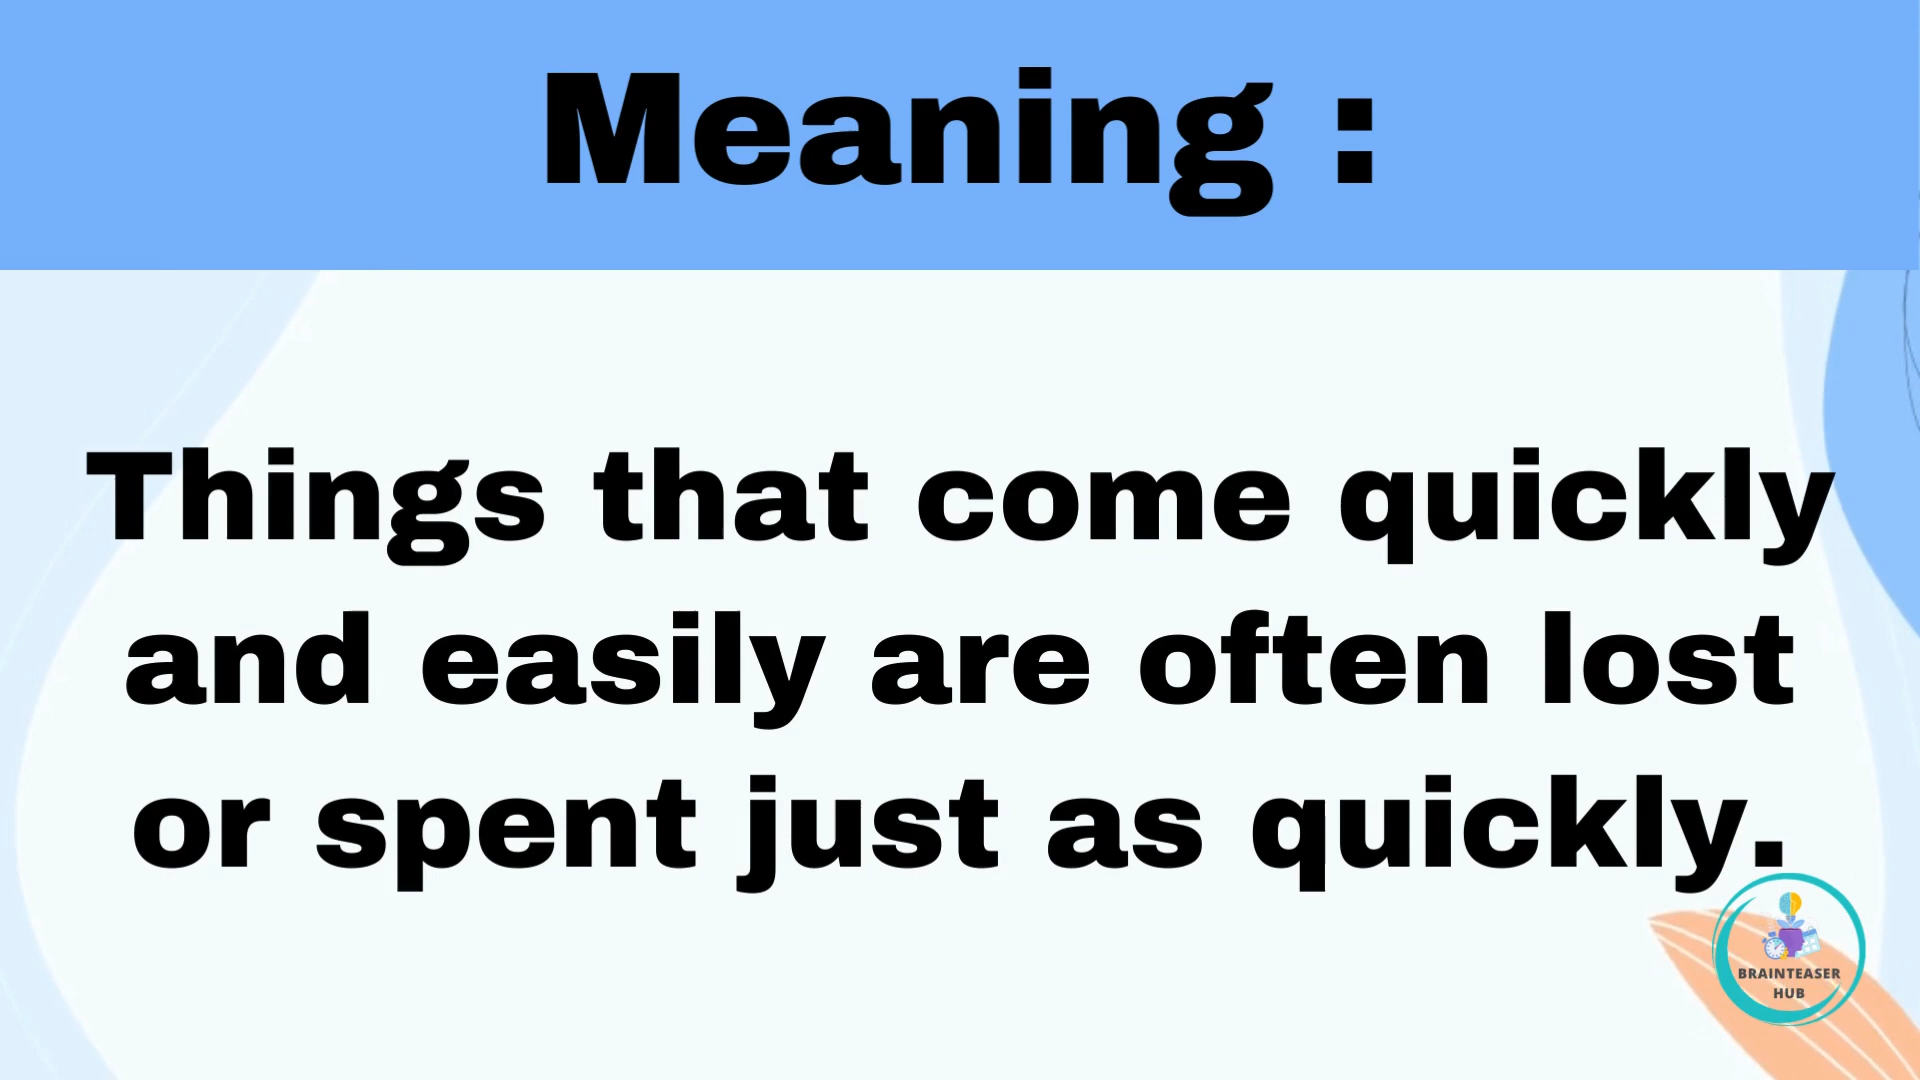 Meaning :
Things that come quickly
and easily are often lost
or spent just as quickly.
BRAINTEASER
HUB